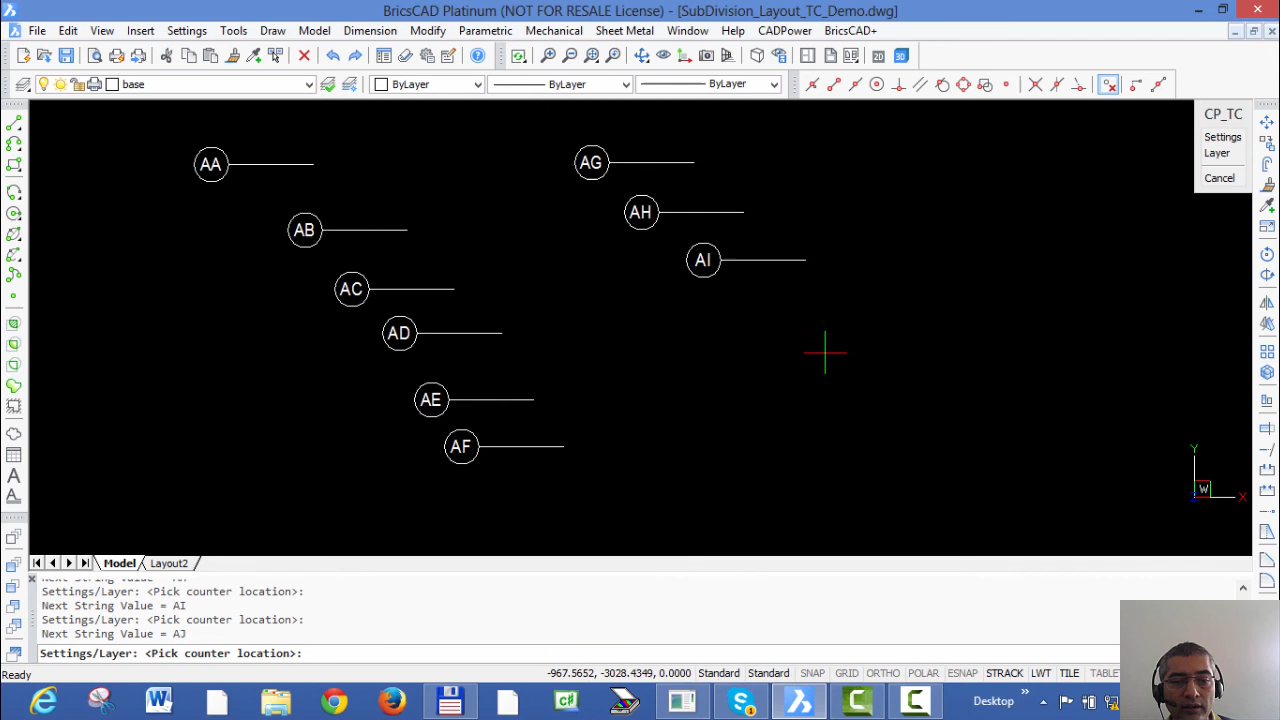 BricsCAD Platinum (NOT FOR RESALE License) - [SubDivision_Layout_TC_Demo.dwg]
File Edit View Insert Settings Tools Draw Model Dimension Modify Parametric Mechanical Sheet Metal Window Help CADPower BricsCAD+
base ByLayer ByLayer ByLayer
CP_TC
Settings
Layer
Cancel
AA
AB
AC
AD
AE
AF
AG
AH
AI
Y
W
X
Model Layout2
Settings/Layer: <Pick counter location>:
Next String Value = AI
Settings/Layer: <Pick counter location>:
Next String Value = AJ
Settings/Layer: <Pick counter location>:
Ready -967.5652, -3028.4349, 0.0000 Standard Standard SNAP GRID ORTHO POLAR ESNAP STRACK LWT TILE TABLET
Desktop